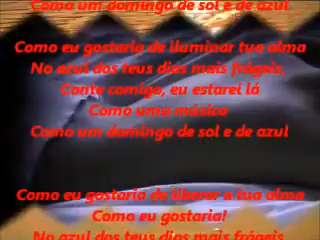 Como um domingo de sol e de azul
Como eu gostaria de iluminar tua alma
No azul dos teus dias mais frágeis,
Conte comigo, eu estarei lá
Como uma música
Como um domingo de sol e de azul
Como eu gostaria de liberar a tua alma
Como eu gostaria!
No azul dos teus dias mais frágeis